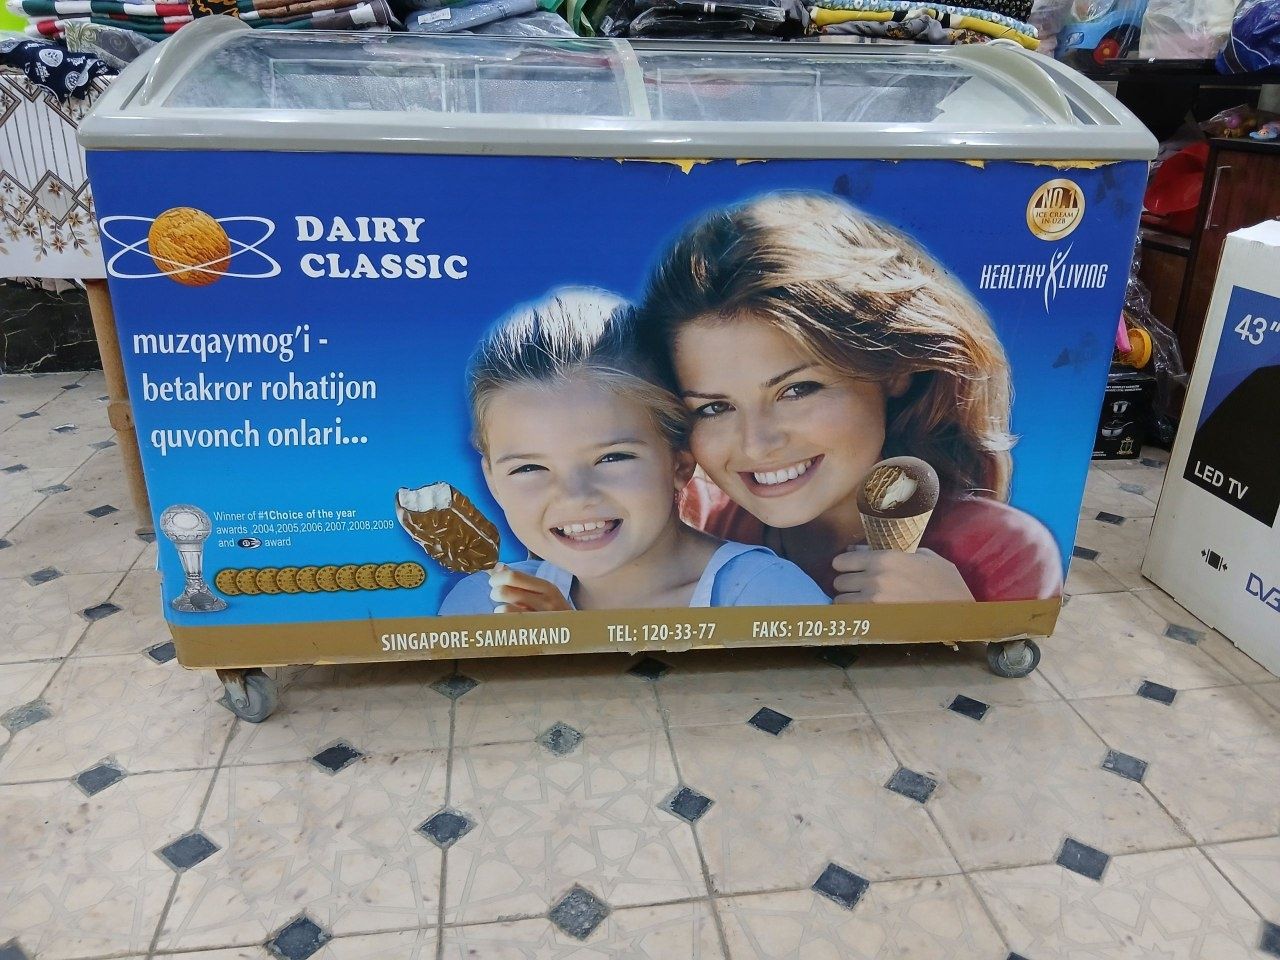 DAIRY
CLASSIC
muzqaymog'i -
betakror rohatijon
quvonch onlari...
Winner of #1Choice of the year
awards ,2004,2005,2006,2007,2008,2009
and award
NO.1
ICE CREAM
IN UZB
HEALTHY LIVING
SINGAPORE-SAMARKAND TEL: 120-33-77 FAKS: 120-33-79
43"
LED TV